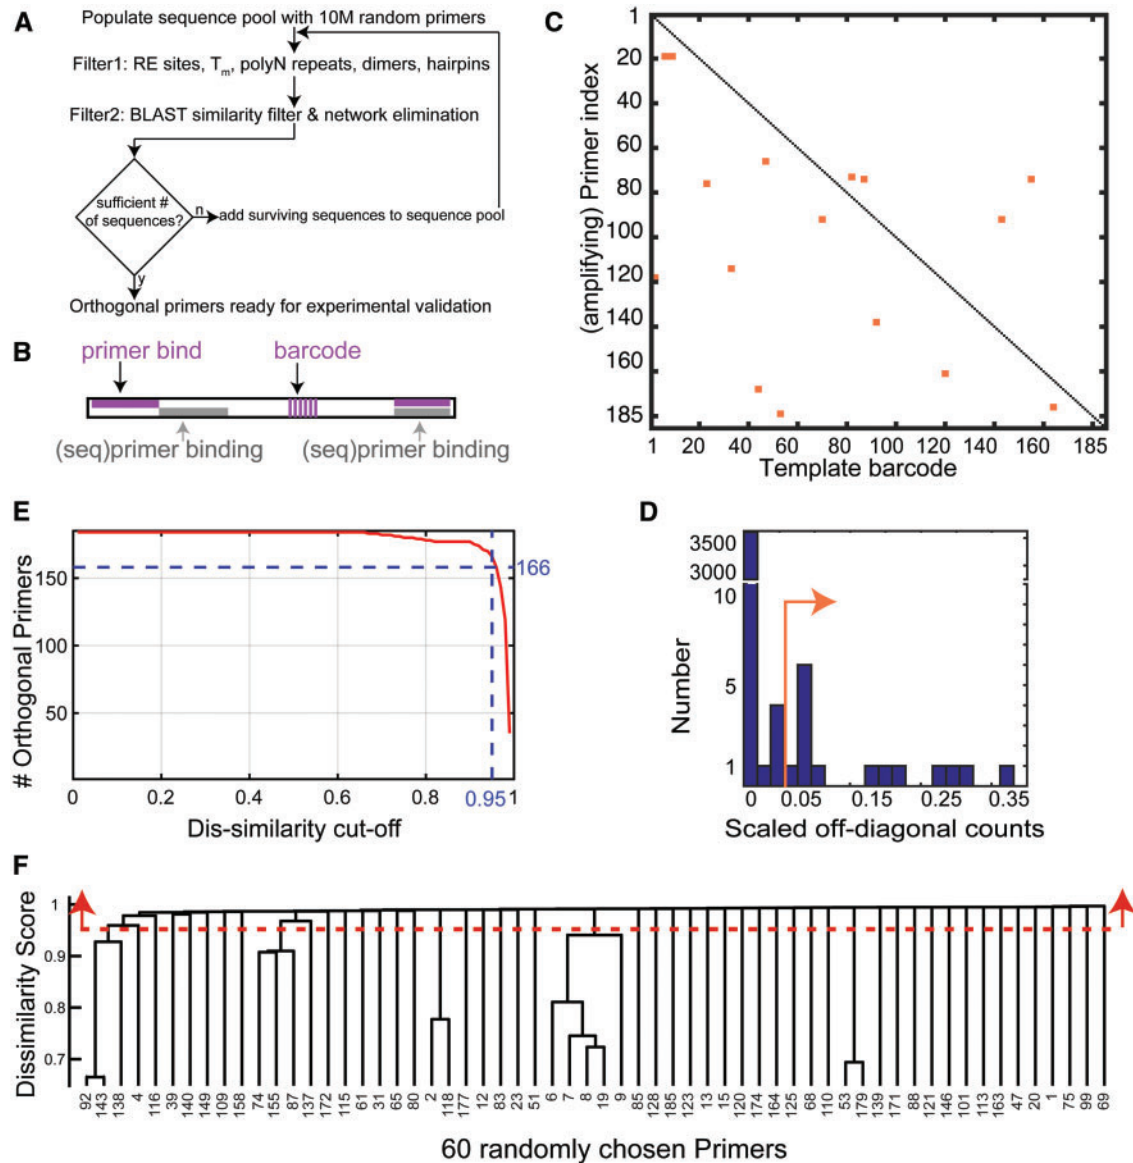 A
Populate sequence pool with 10M random primers
Filter1: RE sites, Tm, polyN repeats, dimers, hairpins
Filter2: BLAST similarity filter & network elimination
sufficient #
of sequences?
n
add surviving sequences to sequence pool
y
Orthogonal primers ready for experimental validation
B
primer bind
barcode
(seq)primer binding
(seq)primer binding
C
(amplifying) Primer index
1
20
40
60
80
100
120
140
160
185
1 20 40 60 80 100 120 140 160 185
Template barcode
E
# Orthogonal Primers
150
100
50
166
0 0.2 0.4 0.6 0.8 0.95 1
Dis-similarity cut-off
D
Number
3500
3000
10
5
1
0 0.05 0.15 0.25 0.35
Scaled off-diagonal counts
F
Dissimilarity Score
1
0.9
0.8
0.7
92 143 138 4 116 39 140 149 109 158 74 155 87 137 172 115 61 31 65 80 2 118 177 12 83 23 51 6 7 8 19 9 85 128 185 123 13 15 120 174 164 125 68 110 53 179 139 171 88 121 146 101 113 163 47 20 1 75 99 69
60 randomly chosen Primers